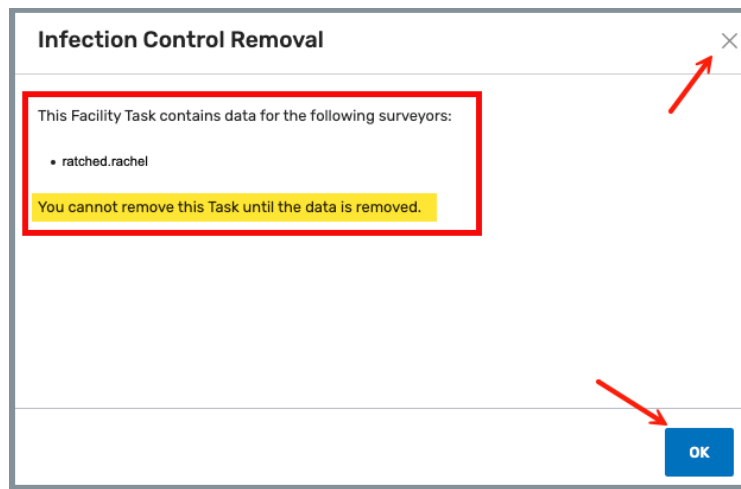 Infection Control Removal
This Facility Task contains data for the following surveyors:
• ratched.rachel
You cannot remove this Task until the data is removed.
OK